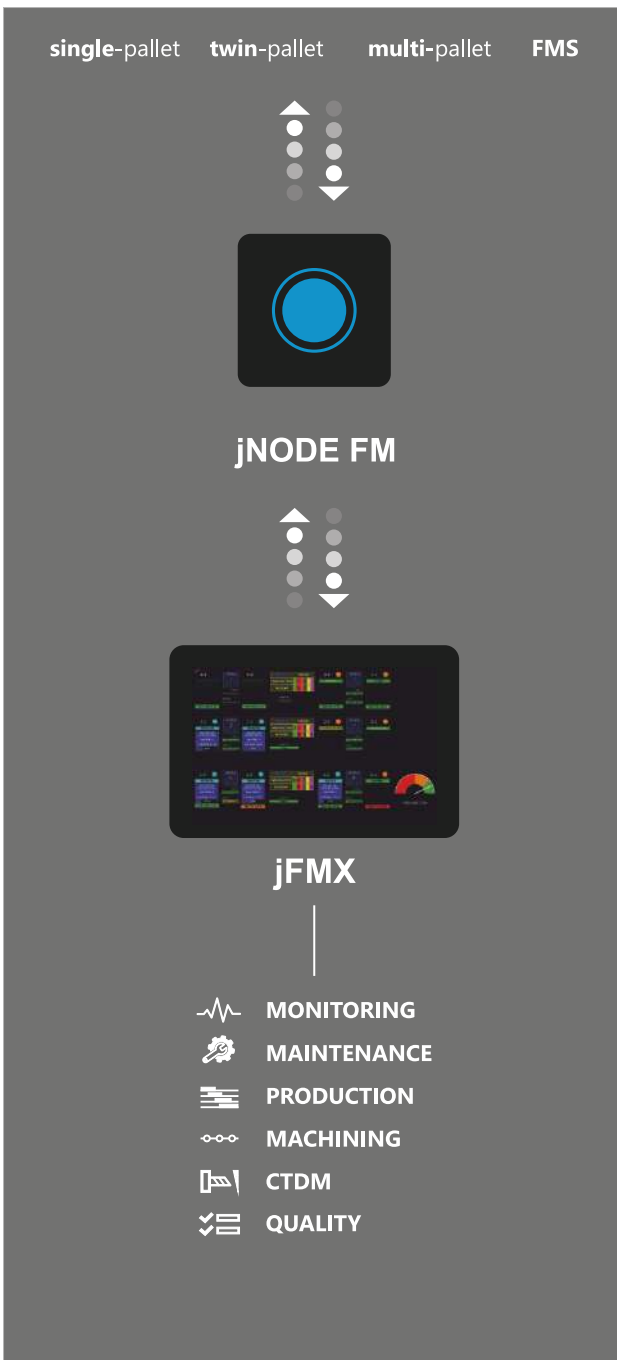 single-pallet twin-pallet multi-pallet FMS
jNODE FM
jFMX
MONITORING
MAINTENANCE
PRODUCTION
MACHINING
CTDM
QUALITY